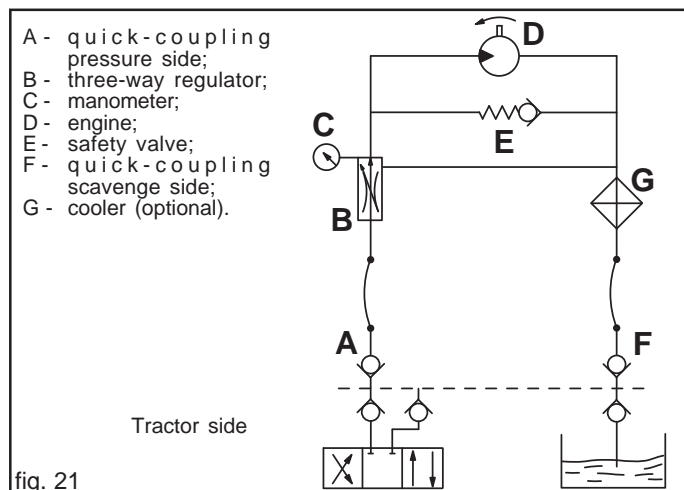 A - quick-coupling
pressure side;
B - three-way regulator;
C - manometer;
D - engine;
E - safety valve;
F - quick-coupling
scavenge side;
G - cooler (optional).
D
C
E
G
B
A
F
Tractor side
fig. 21